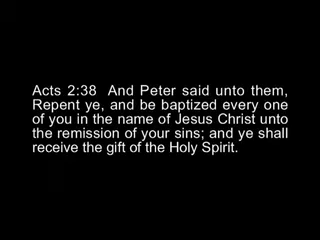 Acts 2:38  And Peter said unto them,
Repent ye, and be baptized every one
of you in the name of Jesus Christ unto
the remission of your sins; and ye shall
receive the gift of the Holy Spirit.